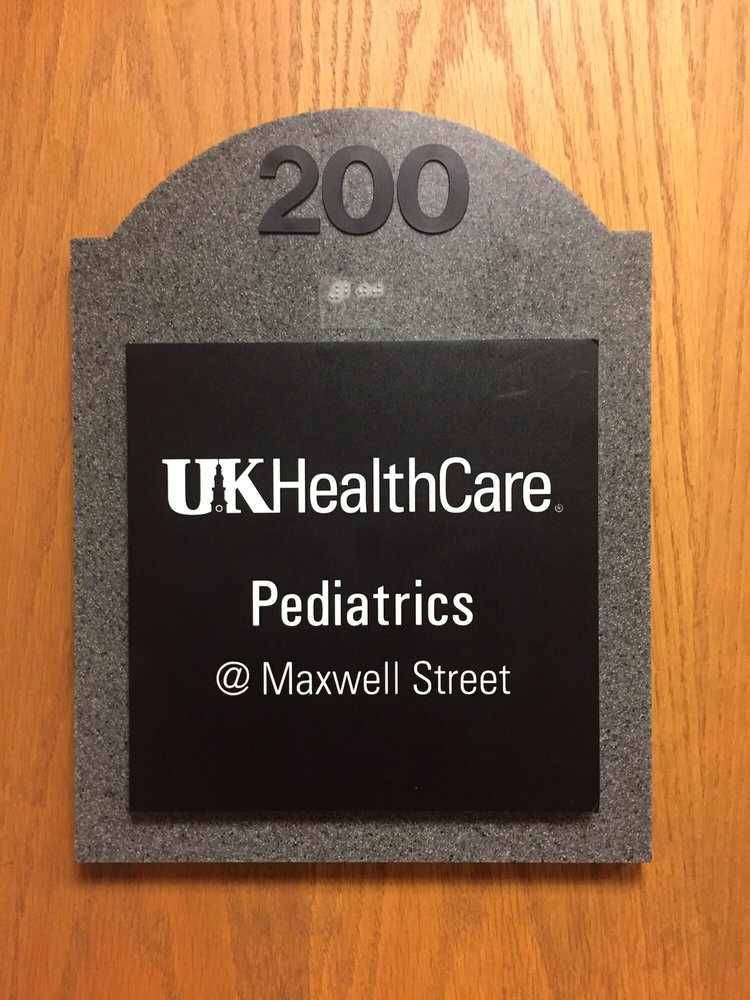 200
UKHealthCare®
Pediatrics
@ Maxwell Street